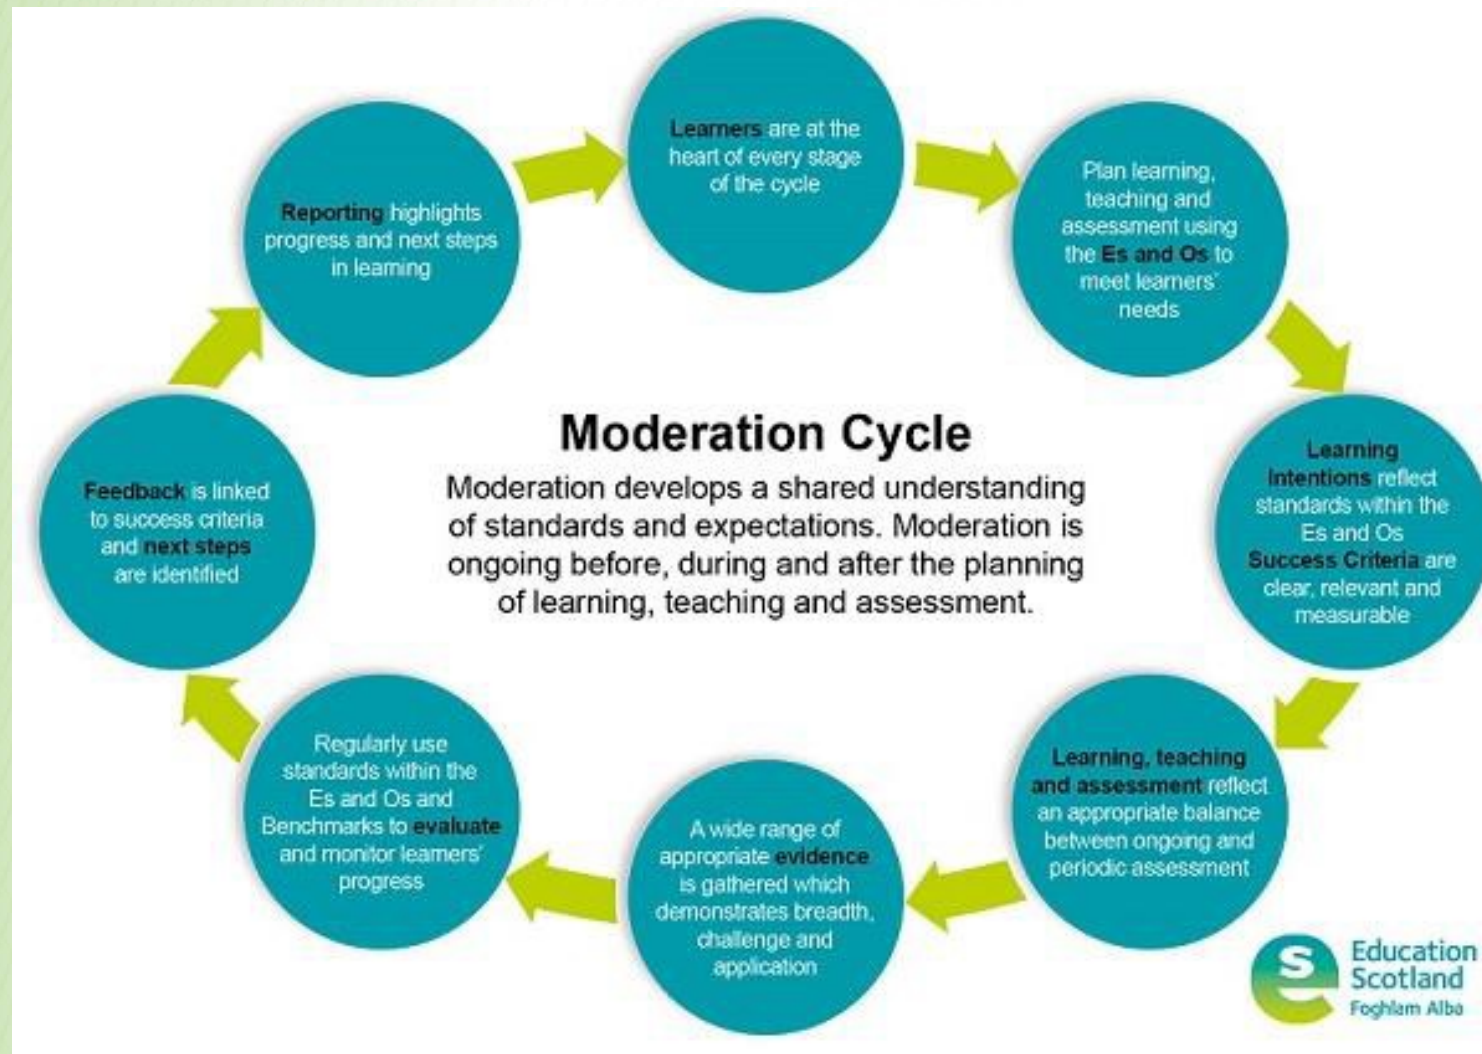 Learners are at the
heart of every stage
of the cycle
Plan learning,
teaching and
assessment using
the Es and Os to
meet learners'
needs
Learning
Intentions reflect
standards within the
Es and Os
Success Criteria are
clear, relevant and
measurable
Learning, teaching
and assessment reflect
an appropriate balance
between ongoing and
periodic assessment
A wide range of
appropriate evidence
is gathered which
demonstrates breadth,
challenge and
application
Regularly use
standards within the
Es and Os and
Benchmarks to evaluate
and monitor learners'
progress
Feedback is linked
to success criteria
and next steps
are identified
Reporting highlights
progress and next steps
in learning
Moderation Cycle
Moderation develops a shared understanding
of standards and expectations. Moderation is
ongoing before, during and after the planning
of learning, teaching and assessment.
Education
Scotland
Foghlam Alba